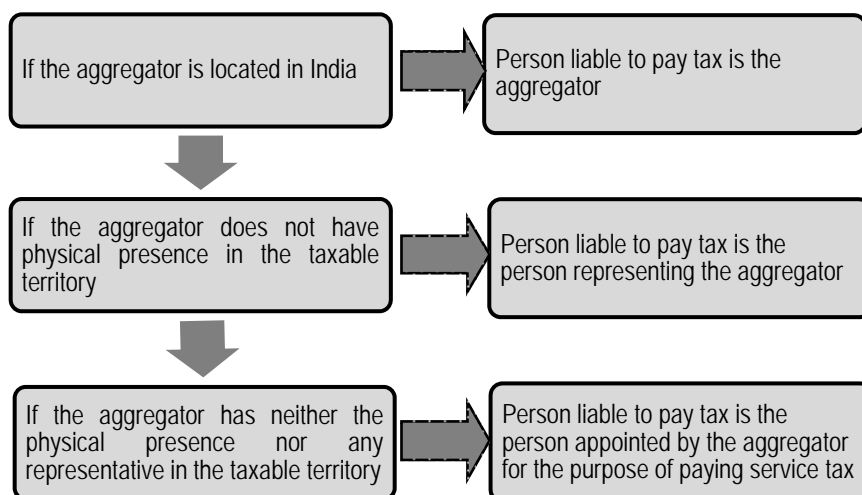 If the aggregator is located in India
Person liable to pay tax is the
aggregator
If the aggregator does not have
physical presence in the taxable
territory
Person liable to pay tax is the
person representing the aggregator
If the aggregator has neither the
physical presence nor any
representative in the taxable territory
Person liable to pay tax is the
person appointed by the aggregator
for the purpose of paying service tax